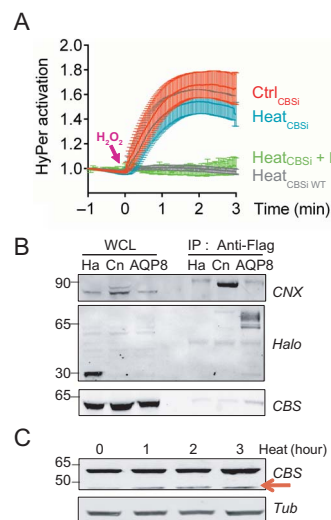 A
HyPer activation
2.0
1.8
1.6
1.4
1.2
1.0
H2O2
CtrlCBSi
HeatCBSi
HeatCBSi +
HeatCBSi WT
−1 0 1 2 3 Time (min)
B
WCL IP : Anti-Flag
Ha Cn AQP8 Ha Cn AQP8
90 CNX
65 Halo
30
65 CBS
C
0 1 2 3 Heat (hour)
65 CBS
50
Tub